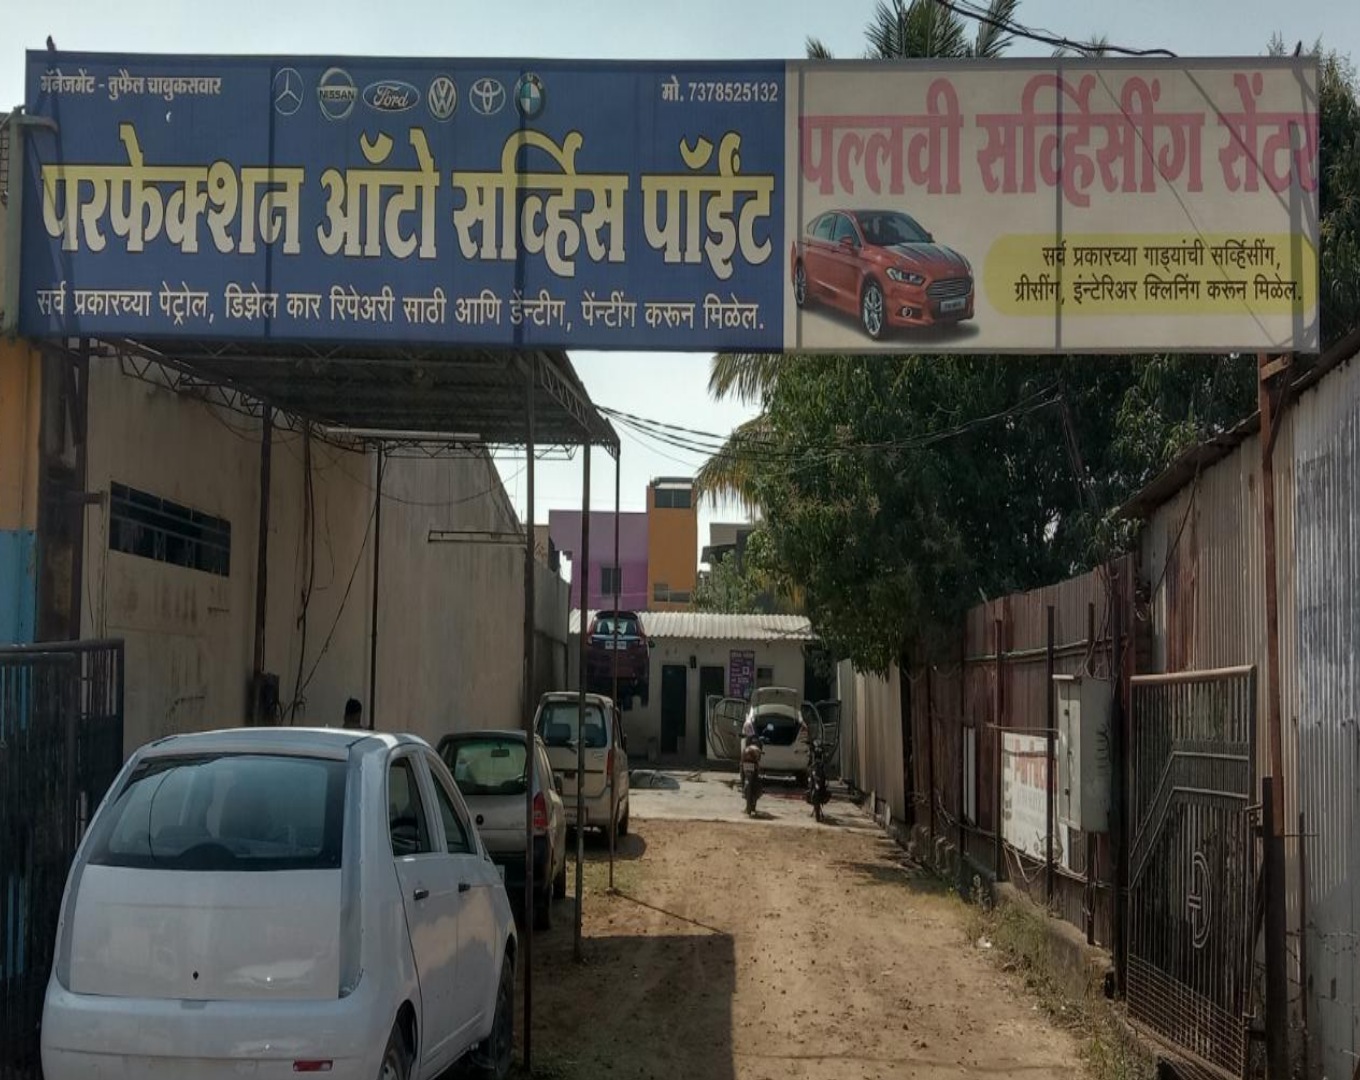 मॅनेजमेंट - तुफैल चाबुकसवार
NISSAN
Ford
मो. 7378525132
परफेक्शन ऑटो सर्व्हिस पॉईंट
सर्व प्रकारच्या पेट्रोल, डिझेल कार रिपेअरी साठी आणि डेन्टींग, पेंन्टींग करून मिळेल.
पल्लवी सर्व्हिसींग सेंटर
सर्व प्रकारच्या गाड्यांची सर्व्हिसींग,
ग्रीसींग, इंन्टेरिअर क्लिनिंग करून मिळेल.